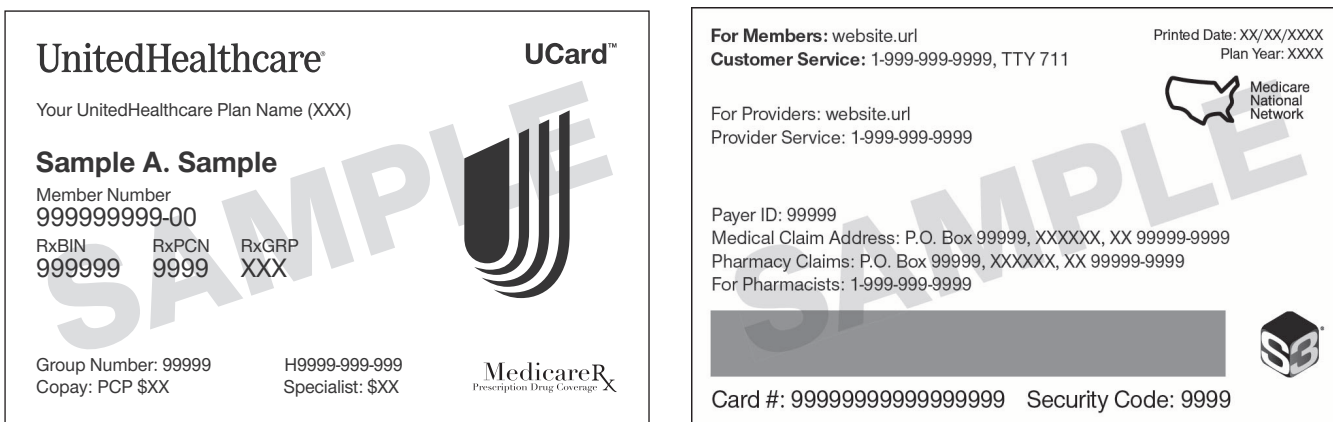 UnitedHealthcare®
UCard™
Your UnitedHealthcare Plan Name (XXX)
Sample A. Sample
Member Number
999999999-00
RxBIN RxPCN RxGRP
999999 9999 XXX
Group Number: 99999 H9999-999-999
Copay: PCP $XX Specialist: $XX
MedicareRx
Prescription Drug Coverage
SAMPLE
For Members: website.url
Customer Service: 1-999-999-9999, TTY 711
Printed Date: XX/XX/XXXX
Plan Year: XXXX
Medicare
National
Network
For Providers: website.url
Provider Service: 1-999-999-9999
Payer ID: 99999
Medical Claim Address: P.O. Box 99999, XXXXXX, XX 99999-9999
Pharmacy Claims: P.O. Box 99999, XXXXXX, XX 99999-9999
For Pharmacists: 1-999-999-9999
S3®
Card #: 99999999999999999 Security Code: 9999
SAMPLE